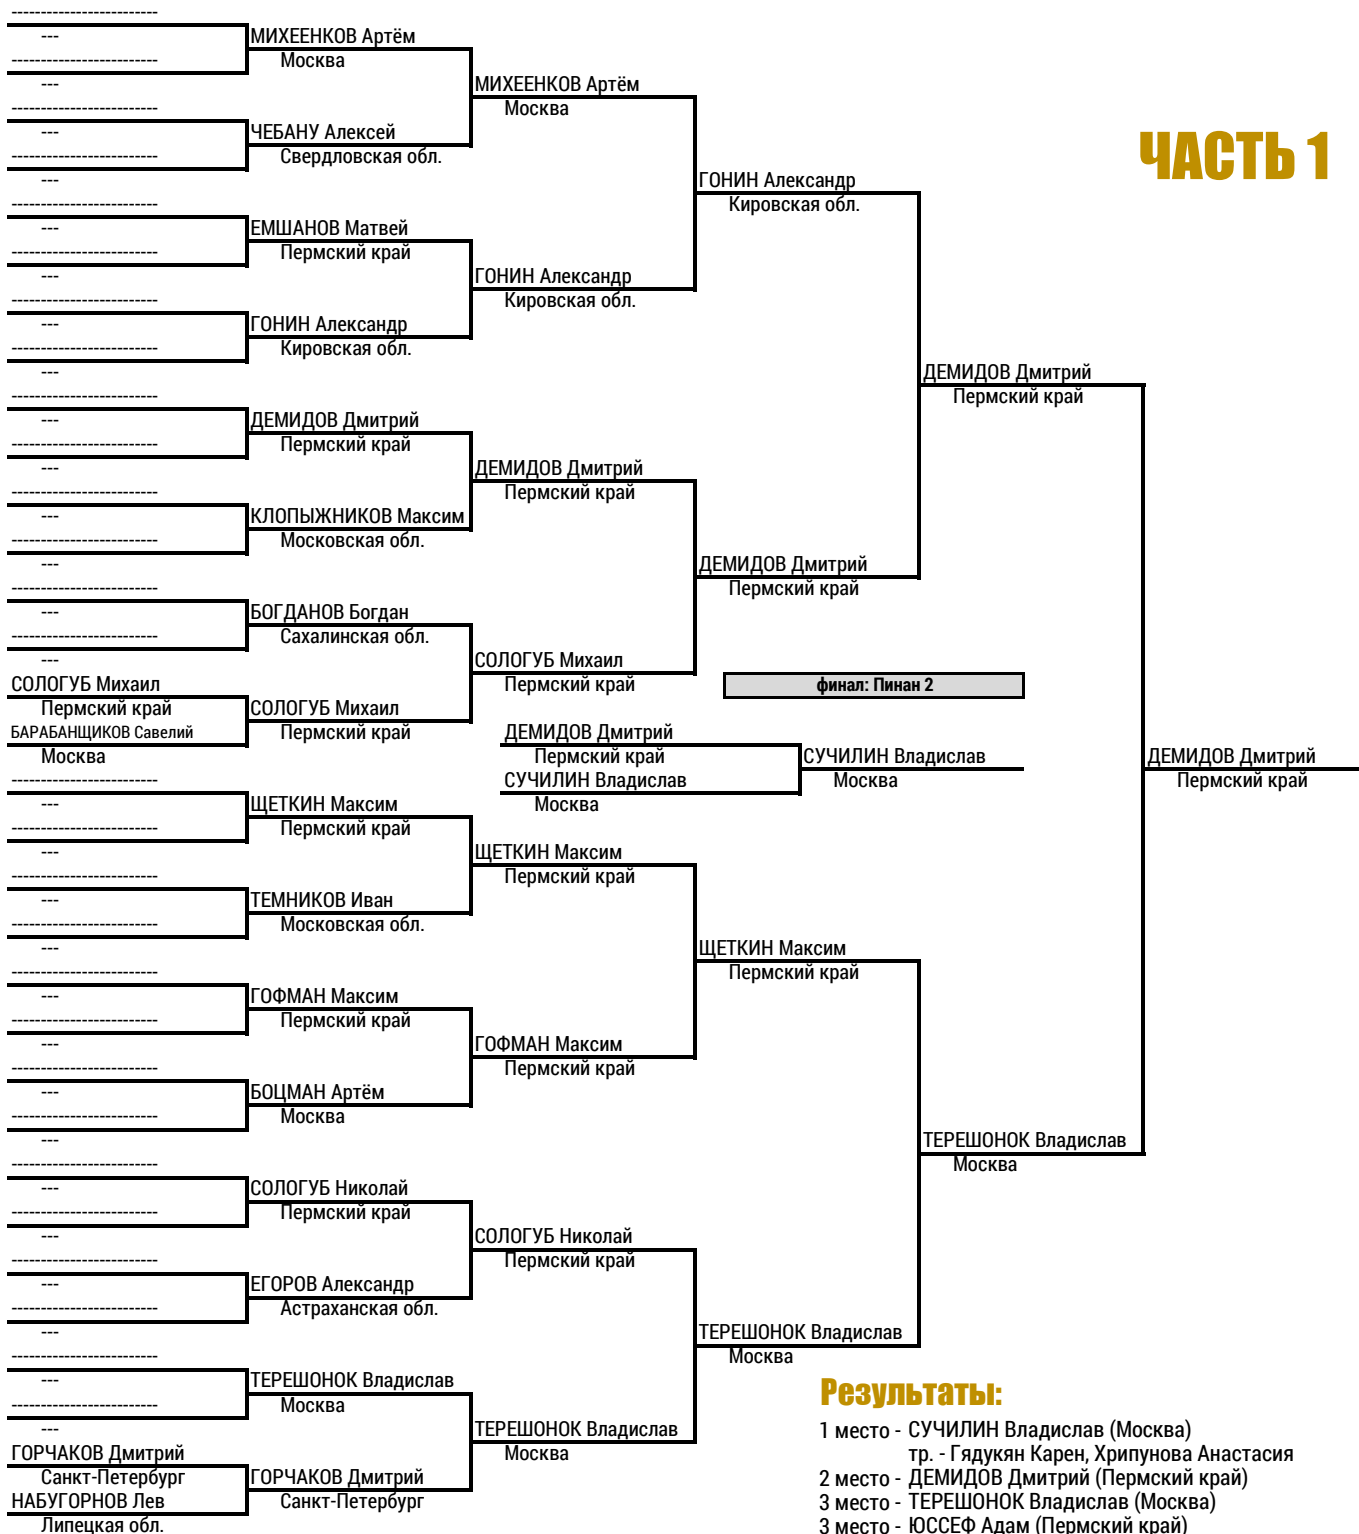 -------------------------
---
-------------------------
---
-------------------------
---
-------------------------
---
-------------------------
---
-------------------------
---
-------------------------
---
-------------------------
---
-------------------------
---
-------------------------
---
-------------------------
---
-------------------------
---
-------------------------
---
-------------------------
---
СОЛОГУБ Михаил
Пермский край
БАРАБАНЩИКОВ Савелий
Москва
-------------------------
---
-------------------------
---
-------------------------
---
-------------------------
---
-------------------------
---
-------------------------
---
-------------------------
---
-------------------------
---
-------------------------
---
-------------------------
---
-------------------------
---
-------------------------
---
-------------------------
---
-------------------------
---
ГОРЧАКОВ Дмитрий
Санкт-Петербург
НАБУГОРНОВ Лев
Липецкая обл.
МИХЕЕНКОВ Артём
Москва
ЧЕБАНУ Алексей
Свердловская обл.
ЕМШАНОВ Матвей
Пермский край
ГОНИН Александр
Кировская обл.
ДЕМИДОВ Дмитрий
Пермский край
КЛОПЫЖНИКОВ Максим
Московская обл.
БОГДАНОВ Богдан
Сахалинская обл.
СОЛОГУБ Михаил
Пермский край
ЩЕТКИН Максим
Пермский край
ТЕМНИКОВ Иван
Московская обл.
ГОФМАН Максим
Пермский край
БОЦМАН Артём
Москва
СОЛОГУБ Николай
Пермский край
ЕГОРОВ Александр
Астраханская обл.
ТЕРЕШОНОК Владислав
Москва
ГОРЧАКОВ Дмитрий
Санкт-Петербург
МИХЕЕНКОВ Артём
Москва
ГОНИН Александр
Кировская обл.
ДЕМИДОВ Дмитрий
Пермский край
СОЛОГУБ Михаил
Пермский край
ЩЕТКИН Максим
Пермский край
ГОФМАН Максим
Пермский край
СОЛОГУБ Николай
Пермский край
ТЕРЕШОНОК Владислав
Москва
ГОНИН Александр
Кировская обл.
ДЕМИДОВ Дмитрий
Пермский край
ЩЕТКИН Максим
Пермский край
ТЕРЕШОНОК Владислав
Москва
ДЕМИДОВ Дмитрий
Пермский край
ТЕРЕШОНОК Владислав
Москва
ДЕМИДОВ Дмитрий
Пермский край
ЧАСТЬ 1
финал: Пинан 2
ДЕМИДОВ Дмитрий
Пермский край
СУЧИЛИН Владислав
Москва
СУЧИЛИН Владислав
Москва
Результаты:
1 место - СУЧИЛИН Владислав (Москва)
тр. - Гядукян Карен, Хрипунова Анастасия
2 место - ДЕМИДОВ Дмитрий (Пермский край)
3 место - ТЕРЕШОНОК Владислав (Москва)
3 место - ЮССЕФ Адам (Пермский край)